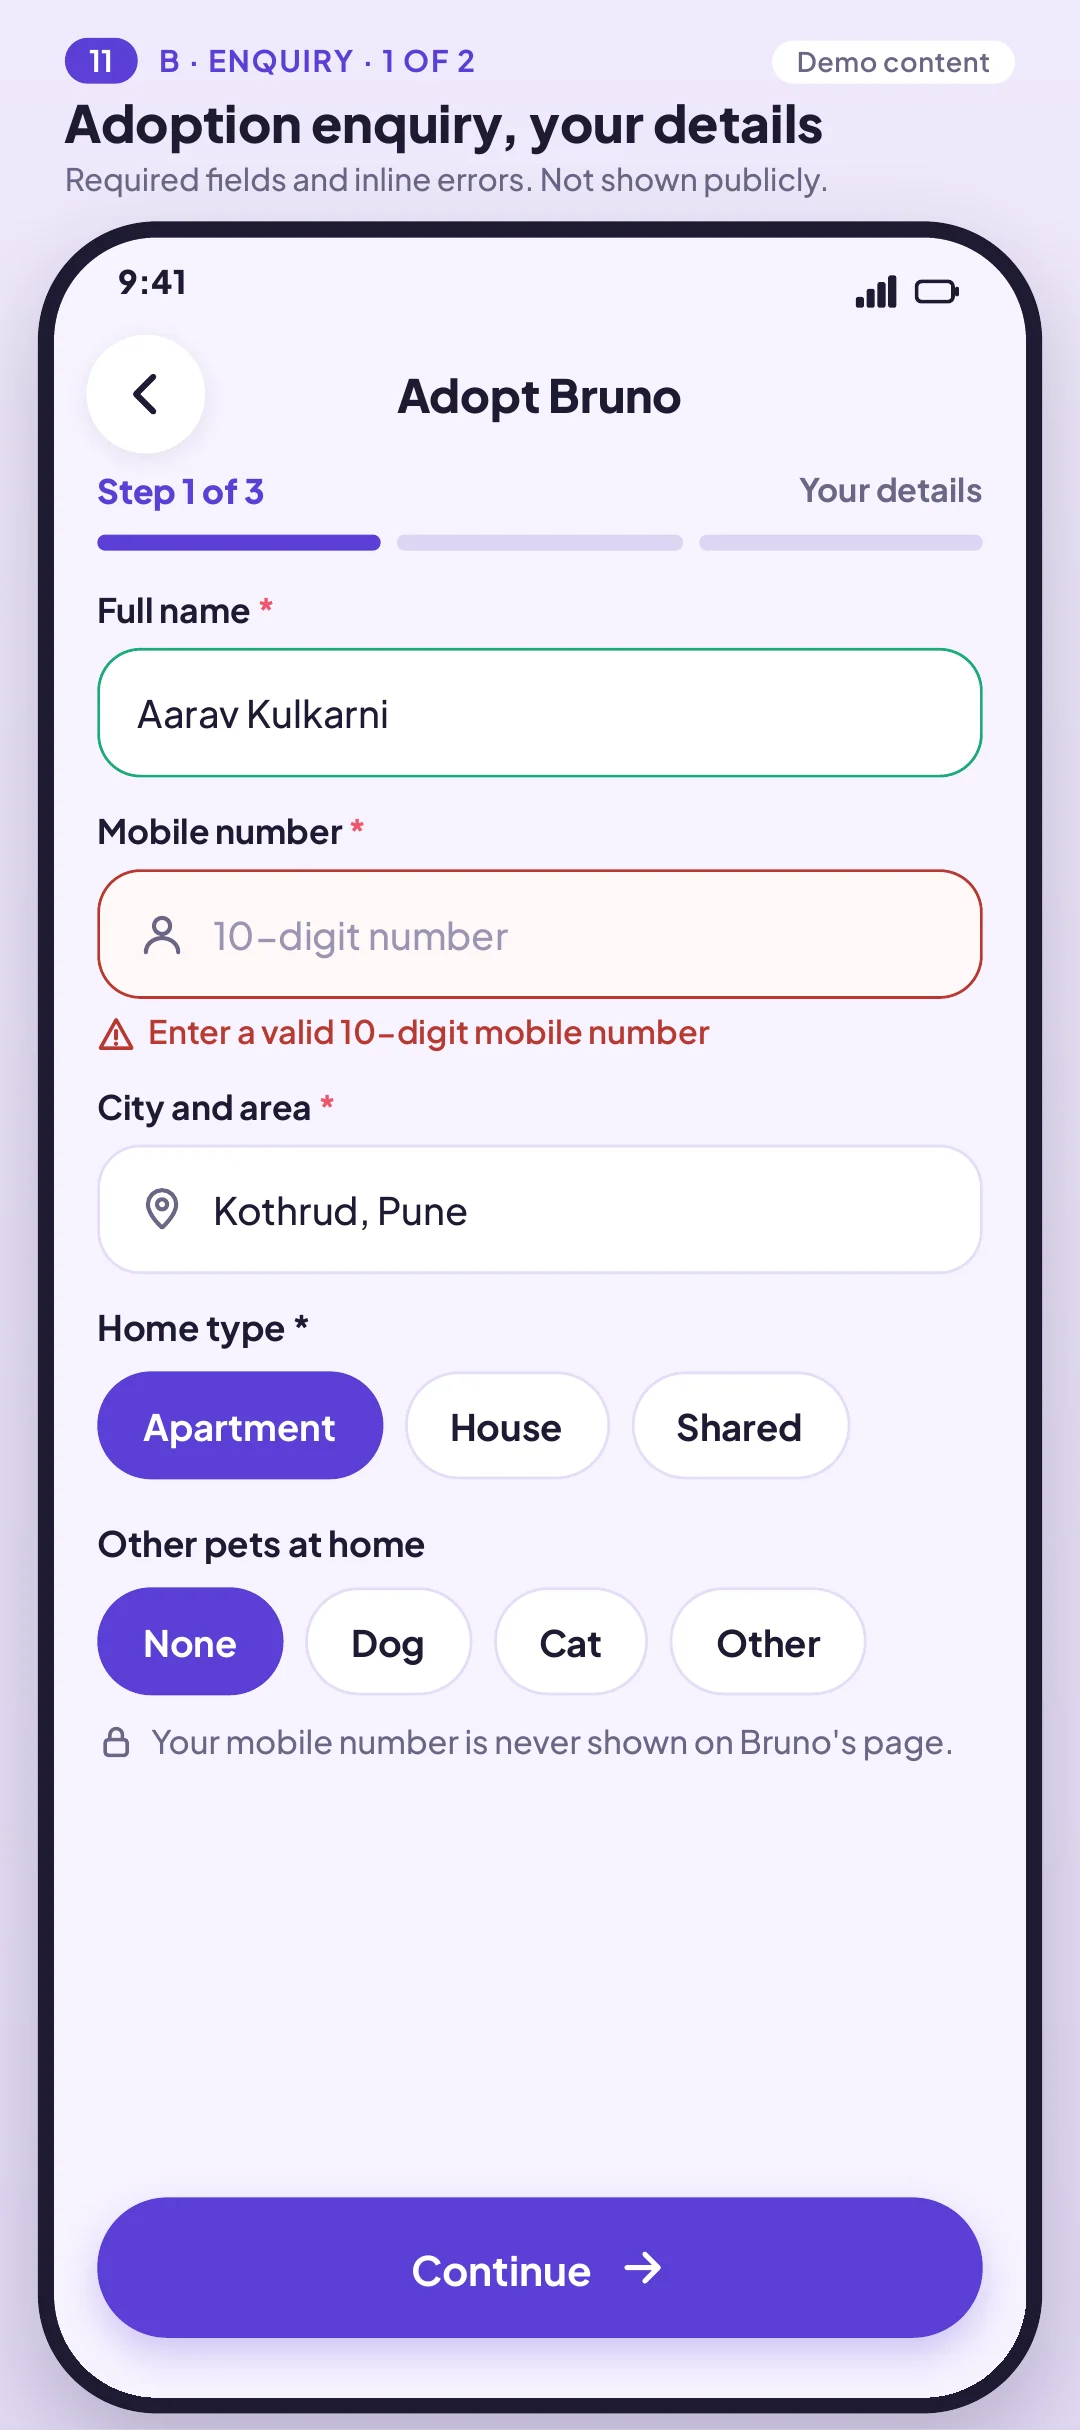 11 B · ENQUIRY · 1 OF 2 Demo content
Adoption enquiry, your details
Required fields and inline errors. Not shown publicly.
9:41
Adopt Bruno
Step 1 of 3 Your details
Full name *
Aarav Kulkarni
Mobile number *
10-digit number
Enter a valid 10-digit mobile number
City and area *
Kothrud, Pune
Home type *
Apartment House Shared
Other pets at home
None Dog Cat Other
Your mobile number is never shown on Bruno's page.
Continue →